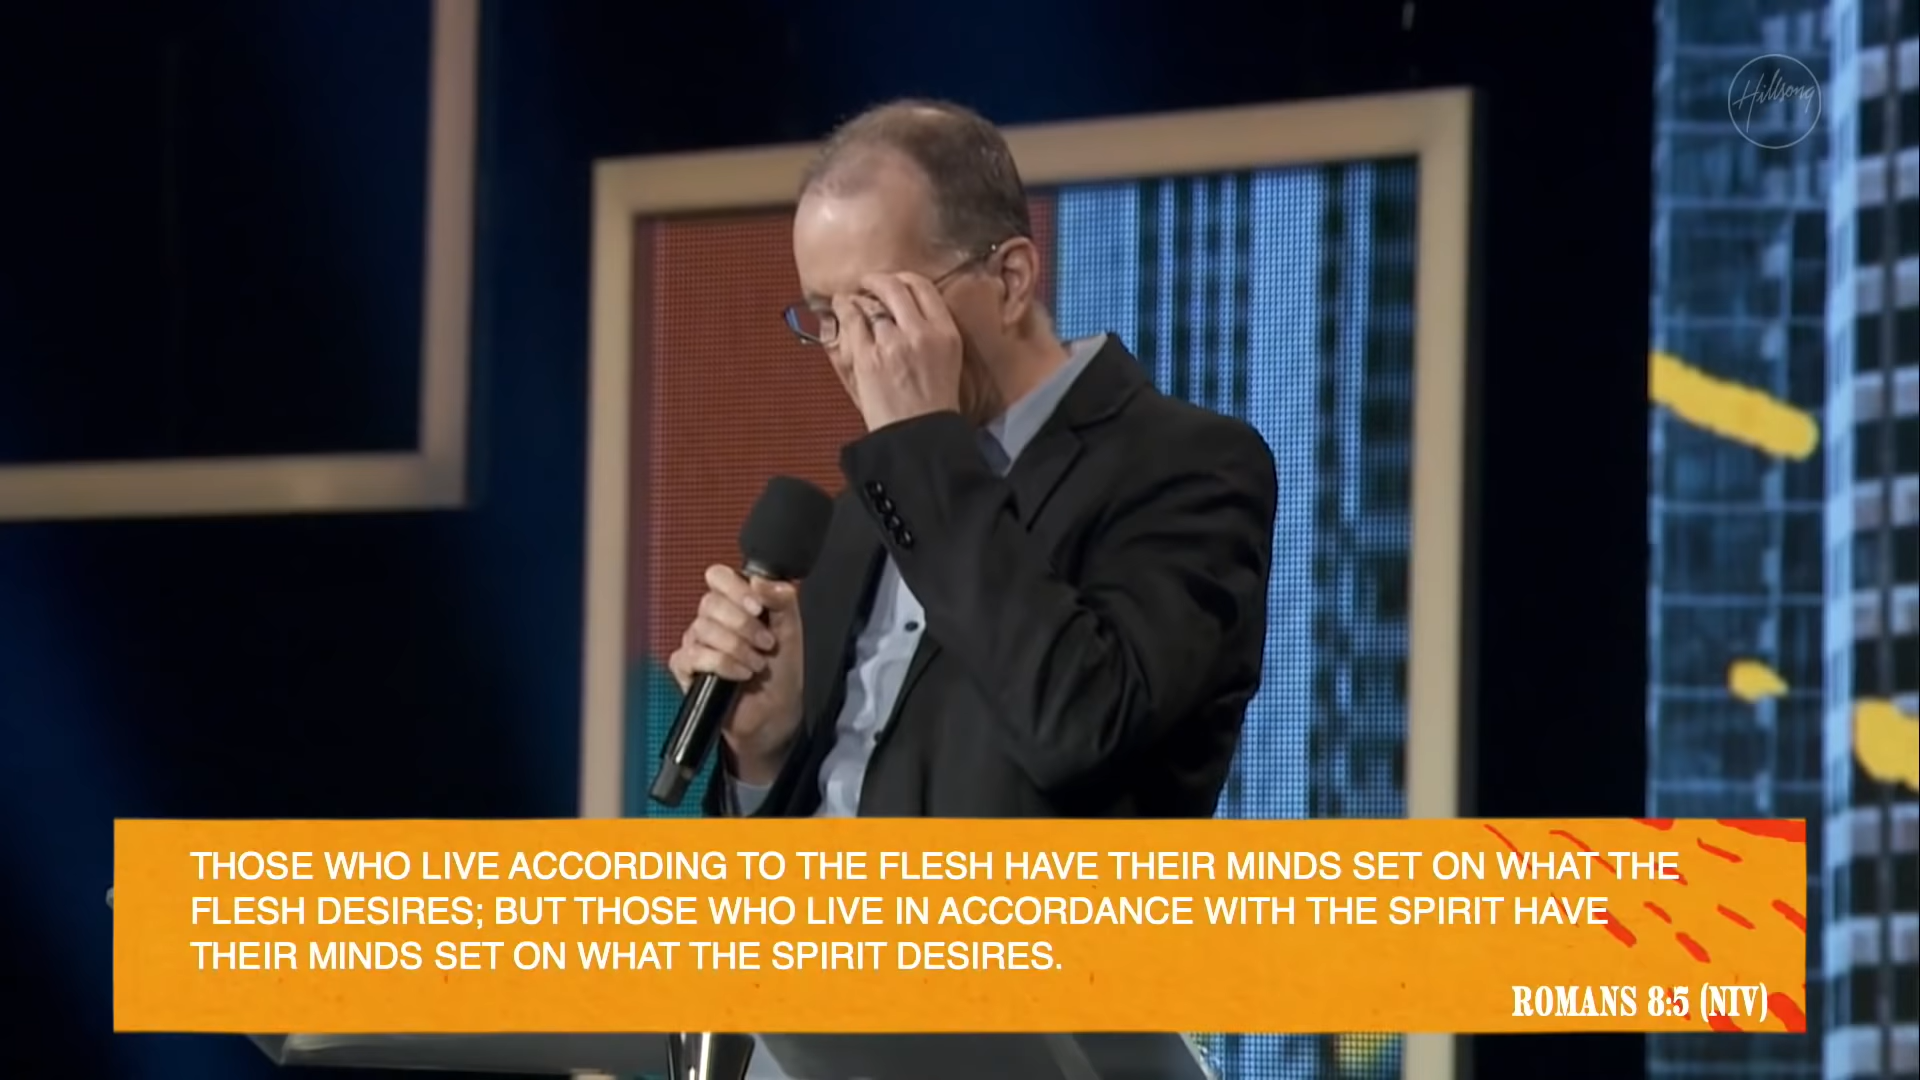 Hillsong
THOSE WHO LIVE ACCORDING TO THE FLESH HAVE THEIR MINDS SET ON WHAT THE
FLESH DESIRES; BUT THOSE WHO LIVE IN ACCORDANCE WITH THE SPIRIT HAVE
THEIR MINDS SET ON WHAT THE SPIRIT DESIRES.
ROMANS 8:5 (NIV)